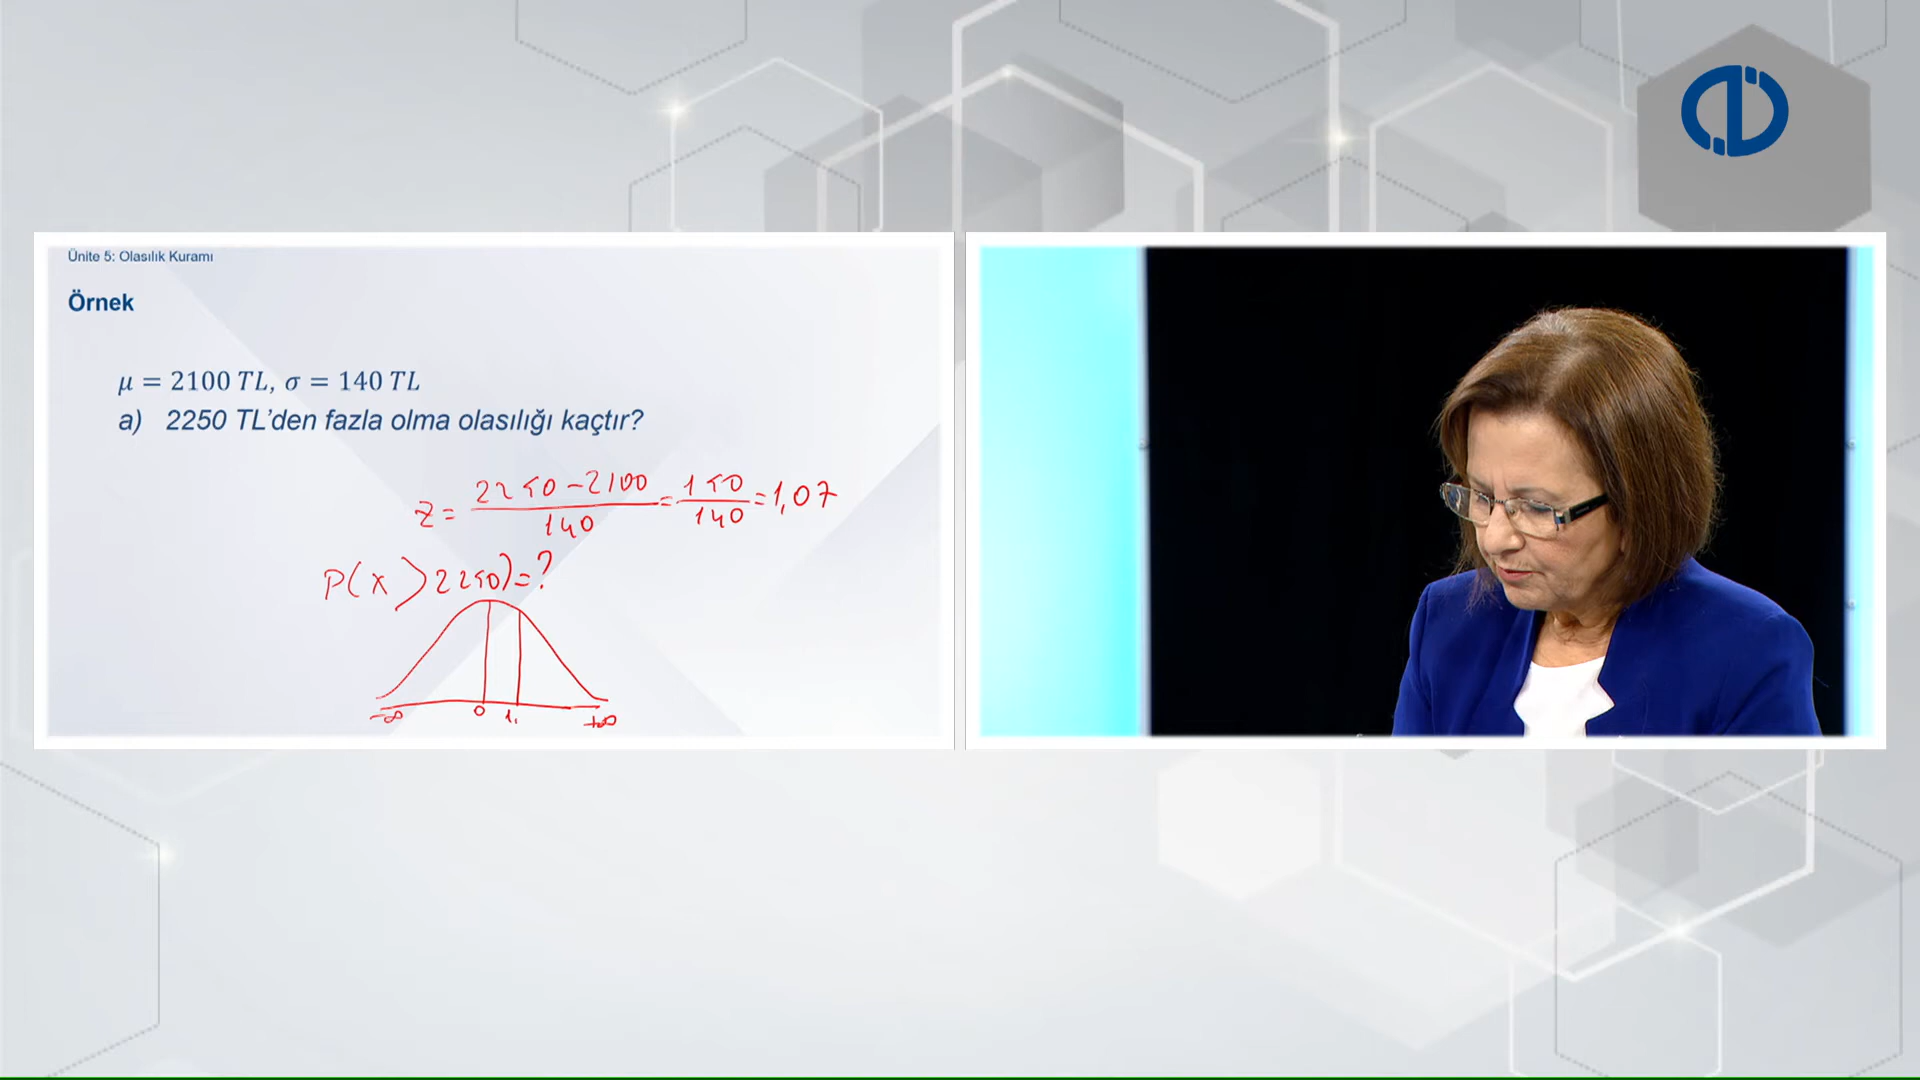 Ünite 5: Olasılık Kuramı
Örnek
μ = 2100 TL, σ = 140 TL
a) 2250 TL'den fazla olma olasılığı kaçtır?
z = 2250-2100/140 = 150/140 = 1,07
P(x > 2250) = ?
-∞ 0 1, +∞